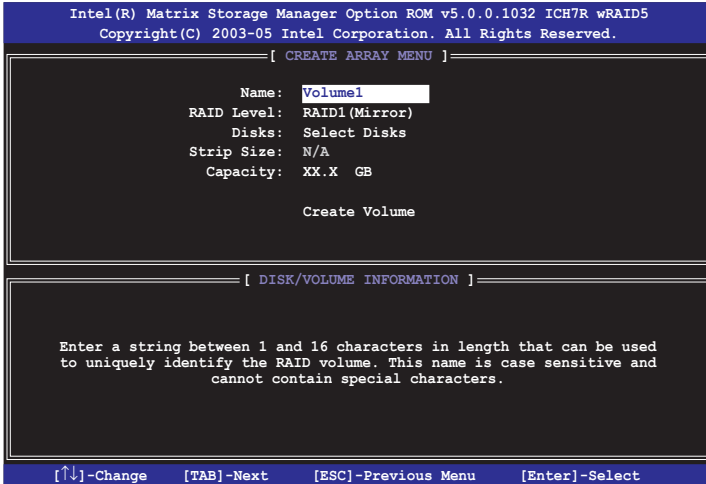 Intel(R) Matrix Storage Manager Option ROM v5.0.0.1032 ICH7R wRAID5
Copyright(C) 2003-05 Intel Corporation. All Rights Reserved.
[ CREATE ARRAY MENU ]
Name: Volume1
RAID Level: RAID1(Mirror)
Disks: Select Disks
Strip Size: N/A
Capacity: XX.X GB
Create Volume
[ DISK/VOLUME INFORMATION ]
Enter a string between 1 and 16 characters in length that can be used
to uniquely identify the RAID volume. This name is case sensitive and
cannot contain special characters.
[↑↓]-Change [TAB]-Next [ESC]-Previous Menu [Enter]-Select